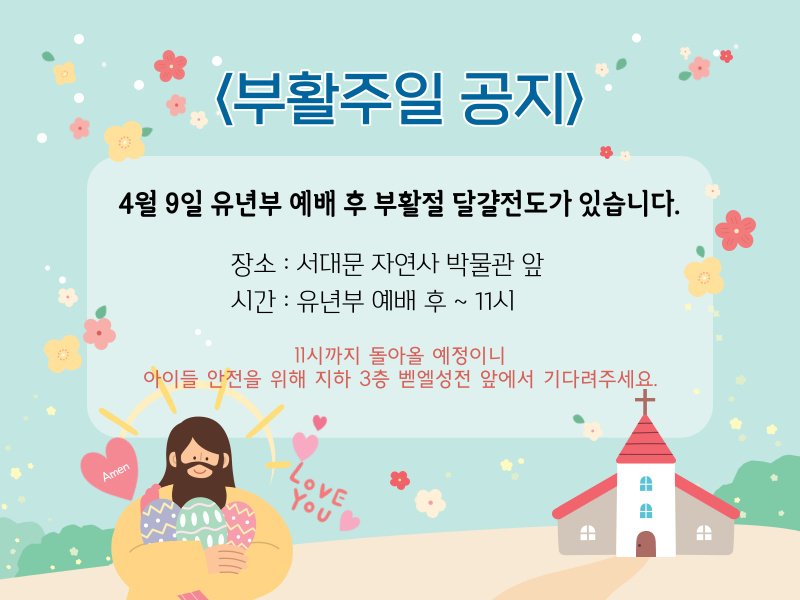 <부활주일 공지>
4월 9일 유년부 예배 후 부활절 달걀전도가 있습니다.
장소 : 서대문 자연사 박물관 앞
시간 : 유년부 예배 후 ~ 11시
11시까지 돌아올 예정이니
아이들 안전을 위해 지하 3층 벧엘성전 앞에서 기다려주세요.
Amen
LOVE
YOU